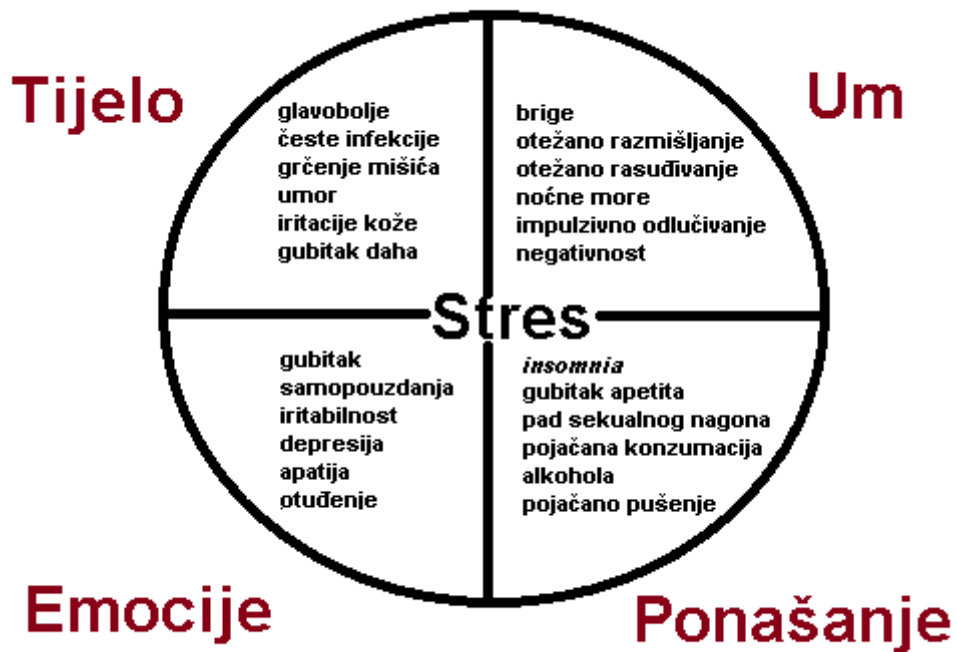 Tijelo
glavobolje
česte infekcije
grčenje mišića
umor
iritacije kože
gubitak daha
Um
brige
otežano razmišljanje
otežano rasuđivanje
noćne more
impulzivno odlučivanje
negativnost
Stres
gubitak
samopouzdanja
iritabilnost
depresija
apatija
otuđenje
Emocije
insomnia
gubitak apetita
pad sekualnog nagona
pojačana konzumacija
alkohola
pojačano pušenje
Ponašanje